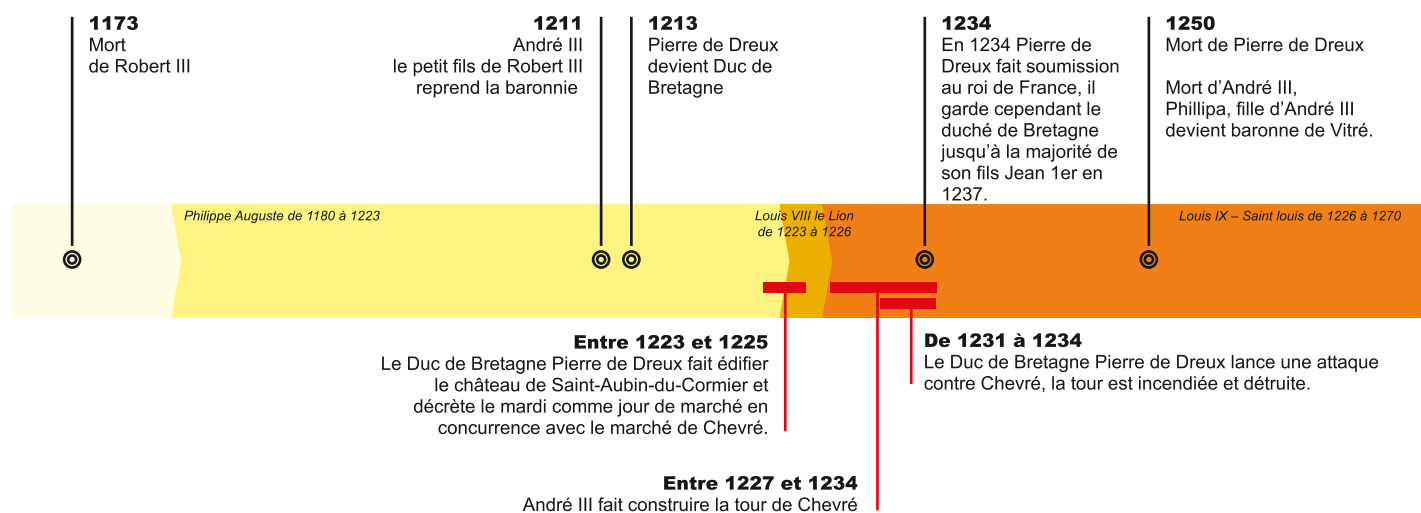 1173
Mort
de Robert III
1211
André III
le petit fils de Robert III
reprend la baronnie
1213
Pierre de Dreux
devient Duc de
Bretagne
1234
En 1234 Pierre de
Dreux fait soumission
au roi de France, il
garde cependant le
duché de Bretagne
jusqu’à la majorité de
son fils Jean 1er en
1237.
1250
Mort de Pierre de Dreux
Mort d’André III,
Phillipa, fille d’André III
devient baronne de Vitré.
Philippe Auguste de 1180 à 1223
Louis VIII le Lion
de 1223 à 1226
Louis IX – Saint louis de 1226 à 1270
Entre 1223 et 1225
Le Duc de Bretagne Pierre de Dreux fait édifier
le château de Saint-Aubin-du-Cormier et
décrète le mardi comme jour de marché en
concurrence avec le marché de Chevré.
De 1231 à 1234
Le Duc de Bretagne Pierre de Dreux lance une attaque
contre Chevré, la tour est incendiée et détruite.
Entre 1227 et 1234
André III fait construire la tour de Chevré